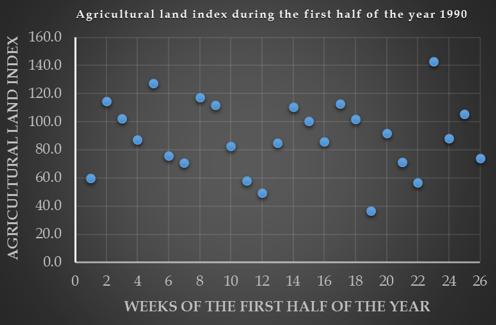 Agricultural land index during the first half of the year 1990
AGRICULTURAL LAND INDEX
160.0
140.0
120.0
100.0
80.0
60.0
40.0
20.0
0.0
0 2 4 6 8 10 12 14 16 18 20 22 24 26
WEEKS OF THE FIRST HALF OF THE YEAR